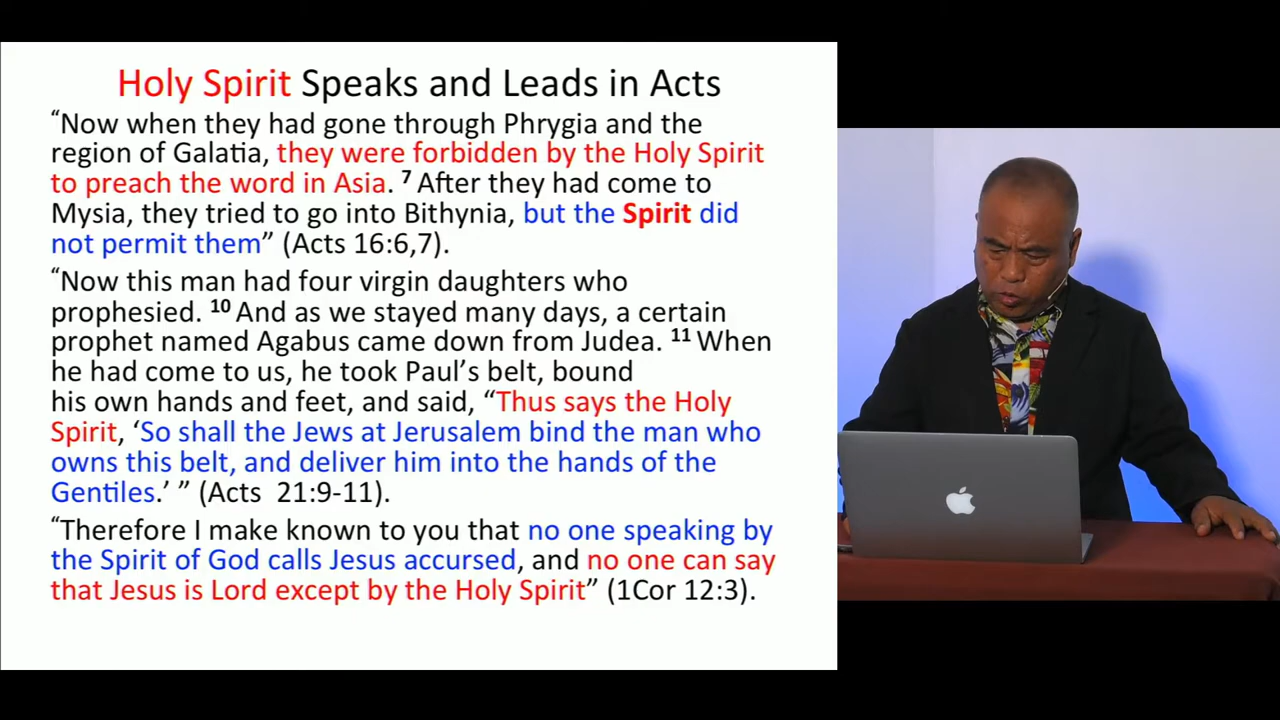 Holy Spirit Speaks and Leads in Acts
“Now when they had gone through Phrygia and the
region of Galatia, they were forbidden by the Holy Spirit
to preach the word in Asia. 7 After they had come to
Mysia, they tried to go into Bithynia, but the Spirit did
not permit them” (Acts 16:6,7).
“Now this man had four virgin daughters who
prophesied. 10 And as we stayed many days, a certain
prophet named Agabus came down from Judea. 11 When
he had come to us, he took Paul’s belt, bound
his own hands and feet, and said, “Thus says the Holy
Spirit, ‘So shall the Jews at Jerusalem bind the man who
owns this belt, and deliver him into the hands of the
Gentiles.’ ” (Acts 21:9-11).
“Therefore I make known to you that no one speaking by
the Spirit of God calls Jesus accursed, and no one can say
that Jesus is Lord except by the Holy Spirit” (1Cor 12:3).